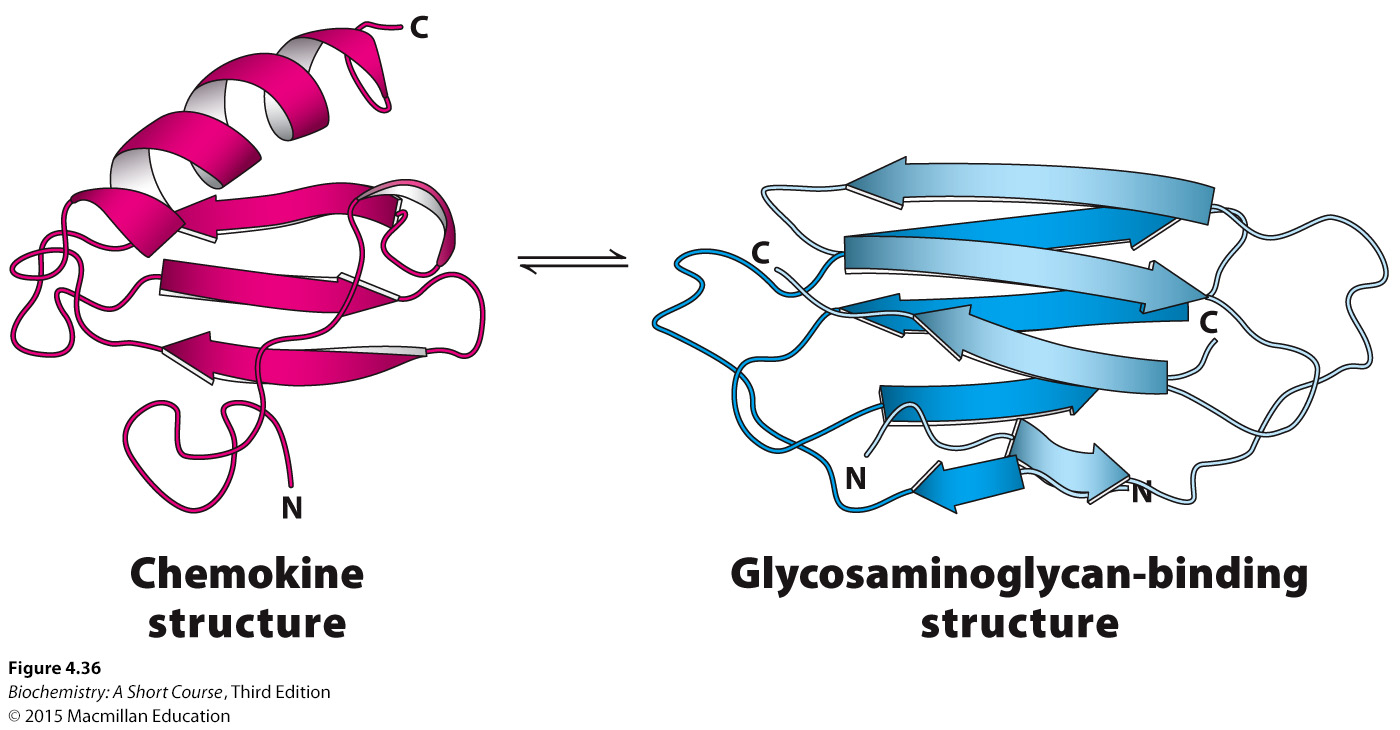 C
N
C
C
N
N
Chemokine
structure
Glycosaminoglycan-binding
structure
Figure 4.36
Biochemistry: A Short Course, Third Edition
© 2015 Macmillan Education